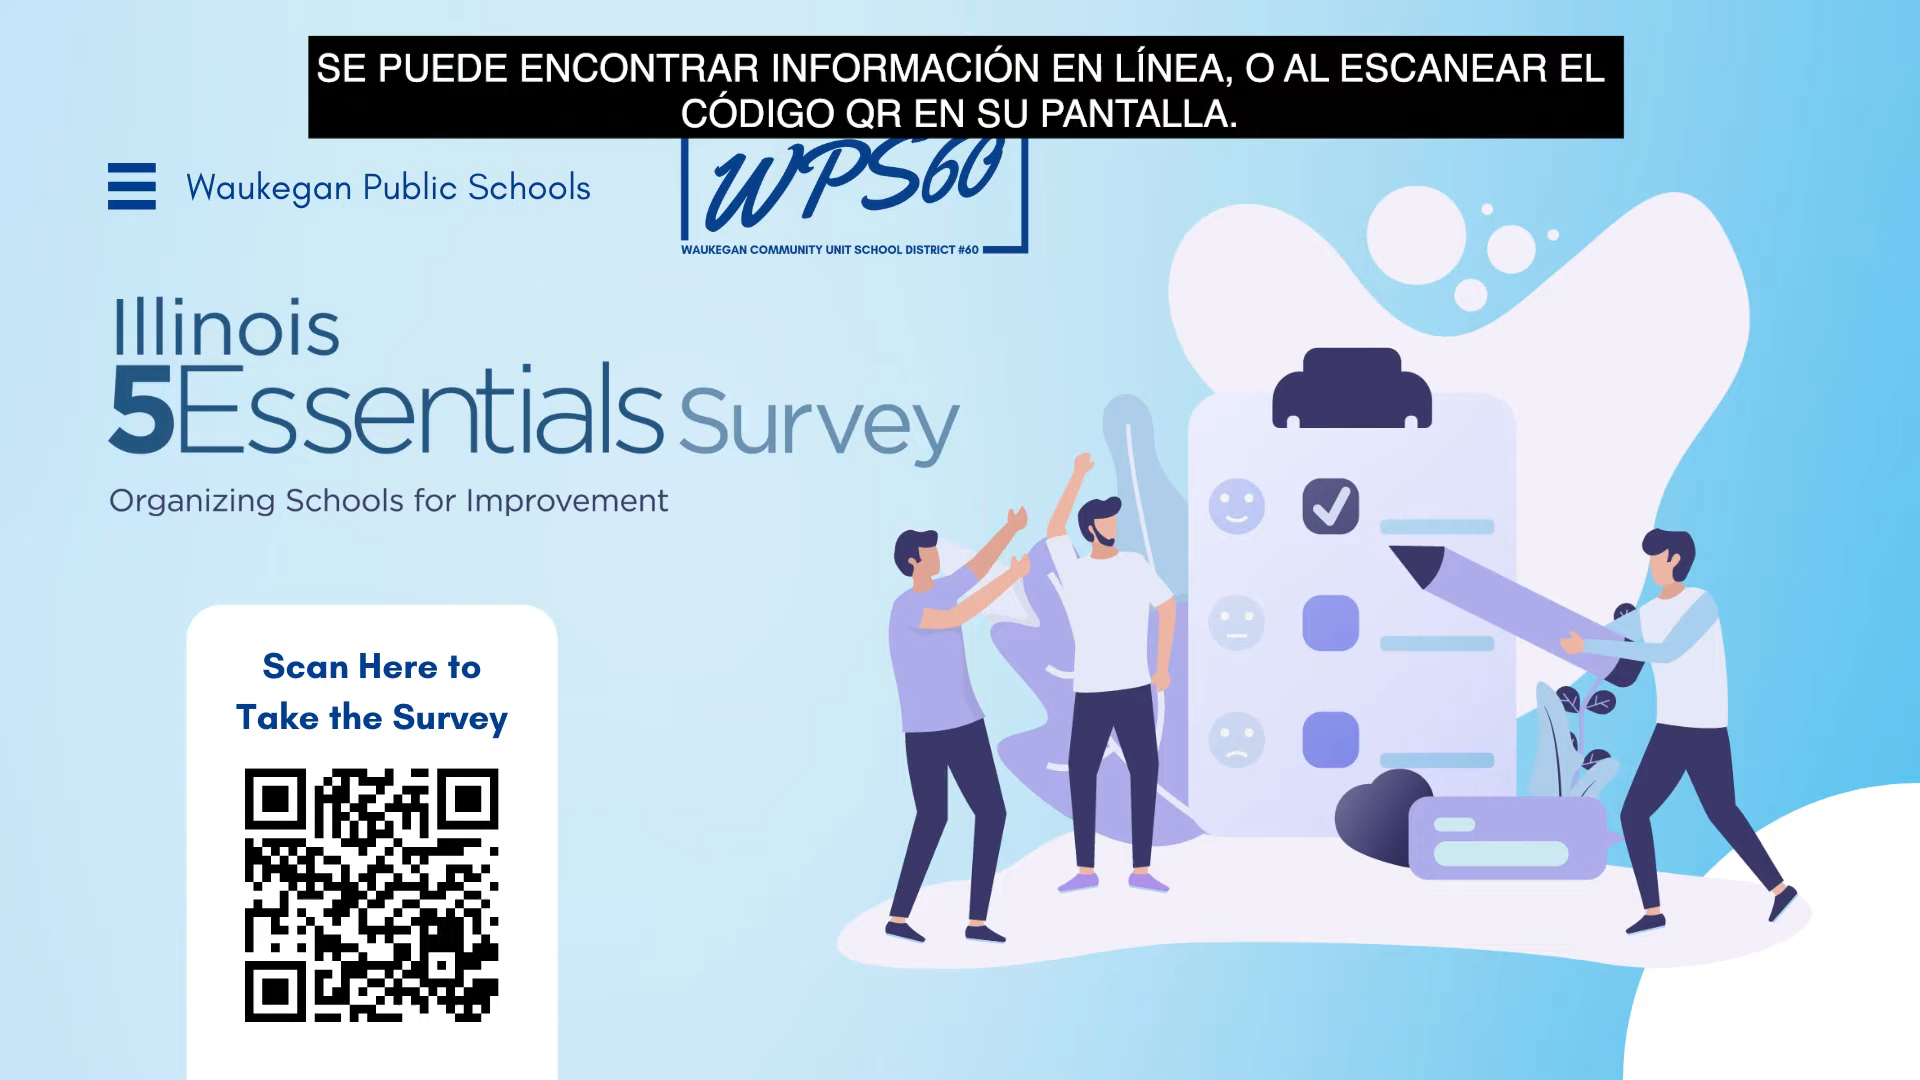 SE PUEDE ENCONTRAR INFORMACIÓN EN LÍNEA, O AL ESCANEAR EL
CÓDIGO QR EN SU PANTALLA.
Waukegan Public Schools
WPS60
WAUKEGAN COMMUNITY UNIT SCHOOL DISTRICT #60
Illinois
5Essentials Survey
Organizing Schools for Improvement
Scan Here to
Take the Survey